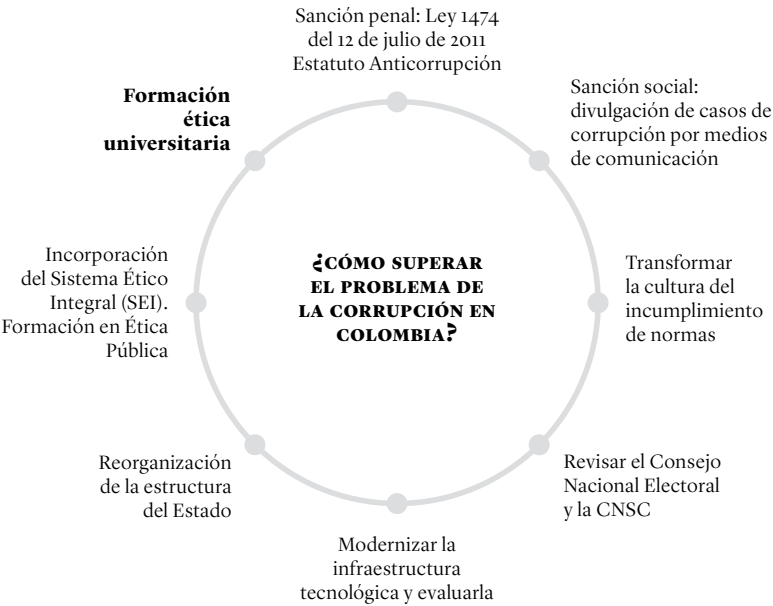 Sanción penal: Ley 1474
del 12 de julio de 2011
Estatuto Anticorrupción
Sanción social:
divulgación de casos de
corrupción por medios
de comunicación
Transformar
la cultura del
incumplimiento
de normas
Revisar el Consejo
Nacional Electoral
y la CNSC
Modernizar la
infraestructura
tecnológica y evaluarla
Reorganización
de la estructura
del Estado
Incorporación
del Sistema Ético
Integral (SEI).
Formación en Ética
Pública
Formación
ética
universitaria
¿CÓMO SUPERAR
EL PROBLEMA DE
LA CORRUPCIÓN EN
COLOMBIA?